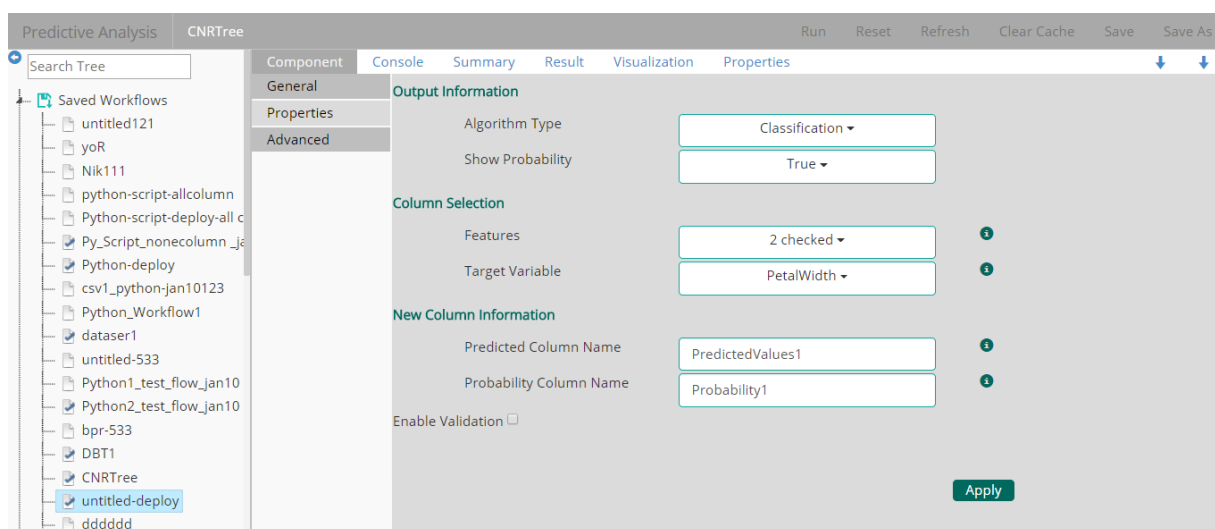 Predictive Analysis CNRTree Run Reset Refresh Clear Cache Save Save As
Search Tree
Component Console Summary Result Visualization Properties
Saved Workflows
untitled121
yoR
Nik111
python-script-allcolumn
Python-script-deploy-all c
Py_Script_nonecolumn _ja
Python-deploy
csv1_python-jan10123
Python_Workflow1
dataser1
untitled-533
Python1_test_flow_jan10
Python2_test_flow_jan10
bpr-533
DBT1
CNRTree
untitled-deploy
dddddd
General
Properties
Advanced
Output Information
Algorithm Type Classification
Show Probability True
Column Selection
Features 2 checked
Target Variable PetalWidth
New Column Information
Predicted Column Name PredictedValues1
Probability Column Name Probability1
Enable Validation
Apply